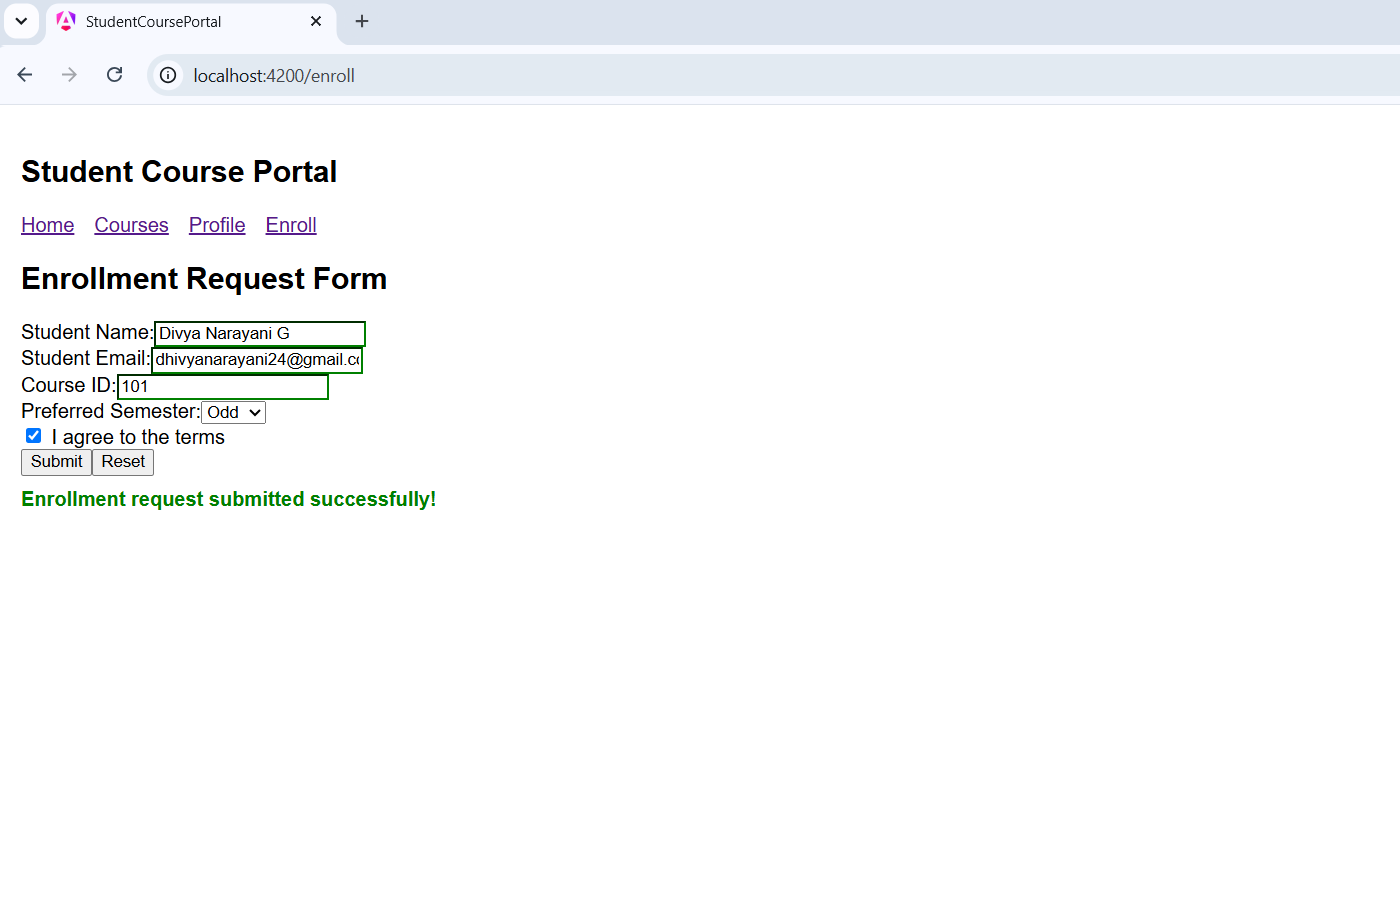 StudentCoursePortal
localhost:4200/enroll
Student Course Portal
Home Courses Profile Enroll
Enrollment Request Form
Student Name: Divya Narayani G
Student Email: dhivyanarayani24@gmail.co
Course ID: 101
Preferred Semester: Odd
I agree to the terms
Submit Reset
Enrollment request submitted successfully!